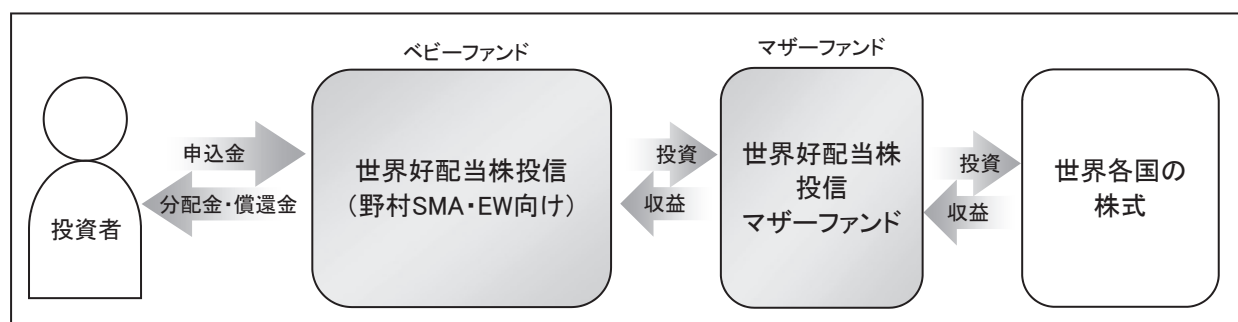 ベビーファンド
マザーファンド
投資者
申込金
分配金・償還金
世界好配当株投信
（野村SMA・EW向け）
投資
収益
世界好配当株
投信
マザーファンド
投資
収益
世界各国の
株式